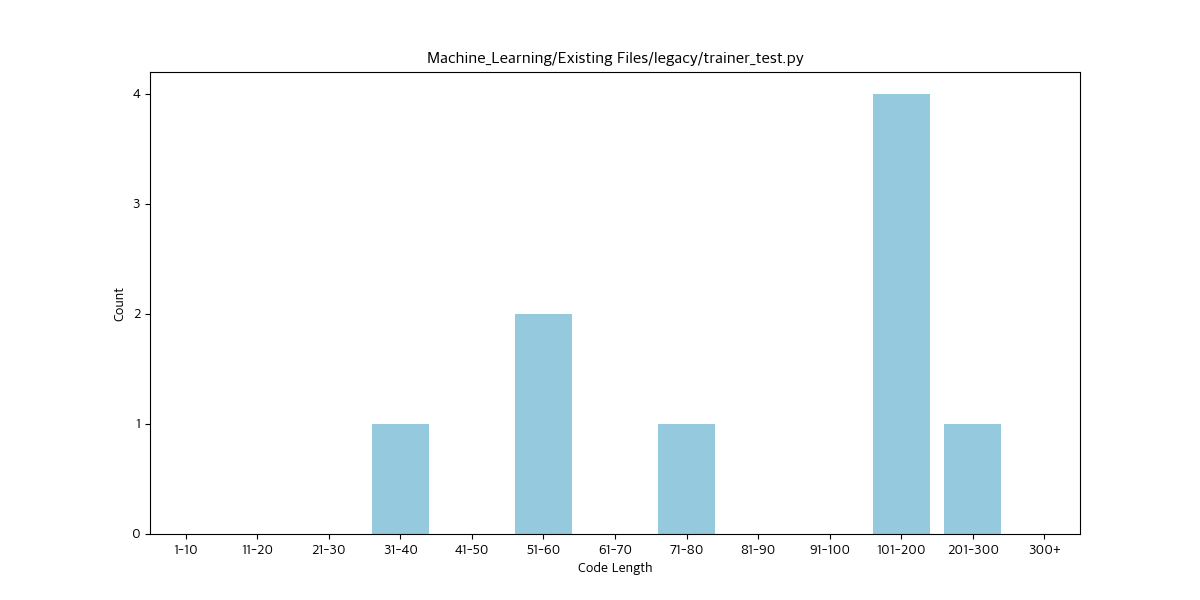 Machine_Learning/Existing Files/legacy/trainer_test.py
4
3
2
1
0
Count
1-10 11-20 21-30 31-40 41-50 51-60 61-70 71-80 81-90 91-100 101-200 201-300 300+
Code Length